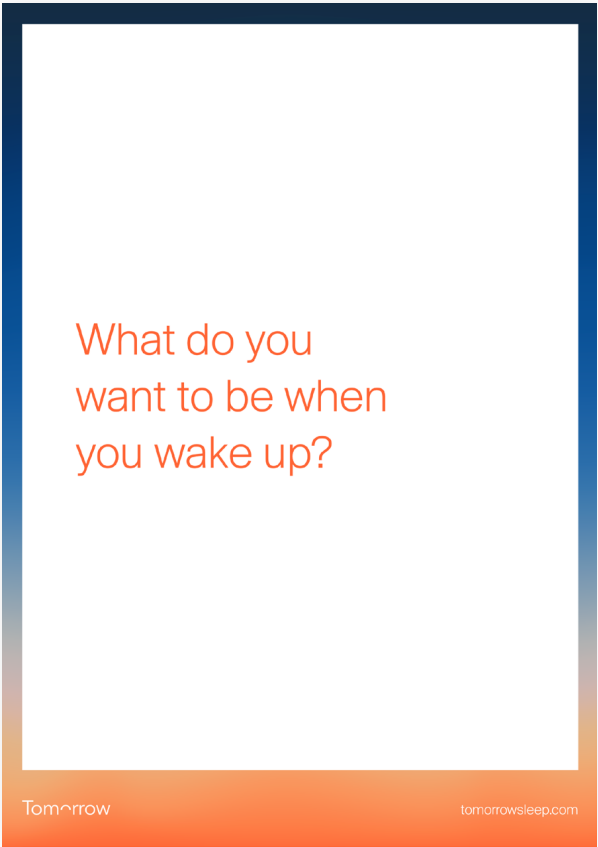 What do you
want to be when
you wake up?
Tomorrow
tomorrowsleep.com